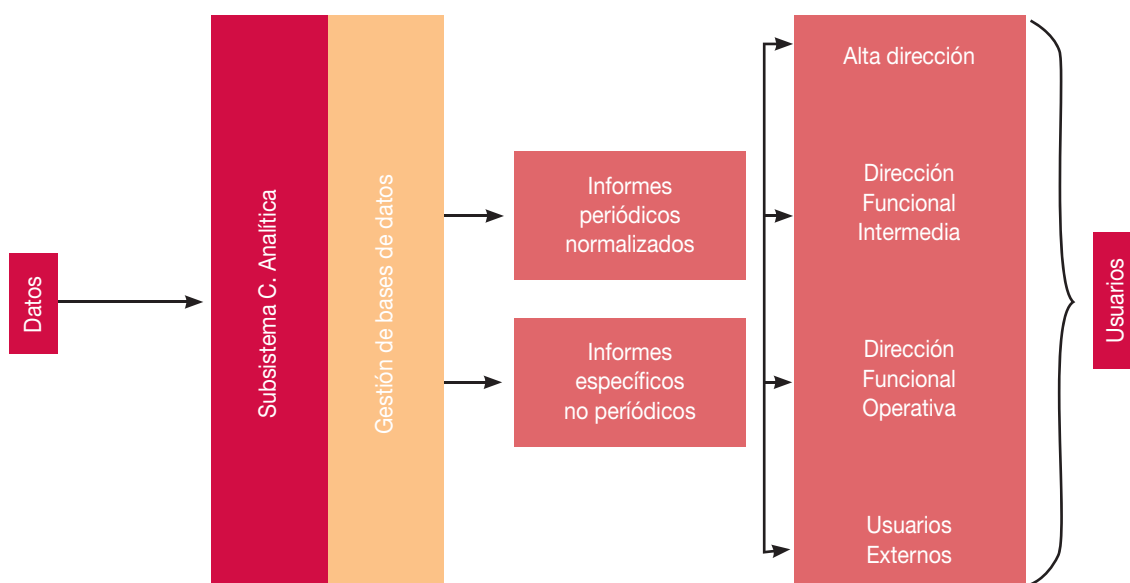 Datos
Subsistema C. Analítica
Gestión de bases de datos
Informes
periódicos
normalizados
Informes
específicos
no periódicos
Alta dirección
Dirección
Funcional
Intermedia
Dirección
Funcional
Operativa
Usuarios
Externos
Usuarios